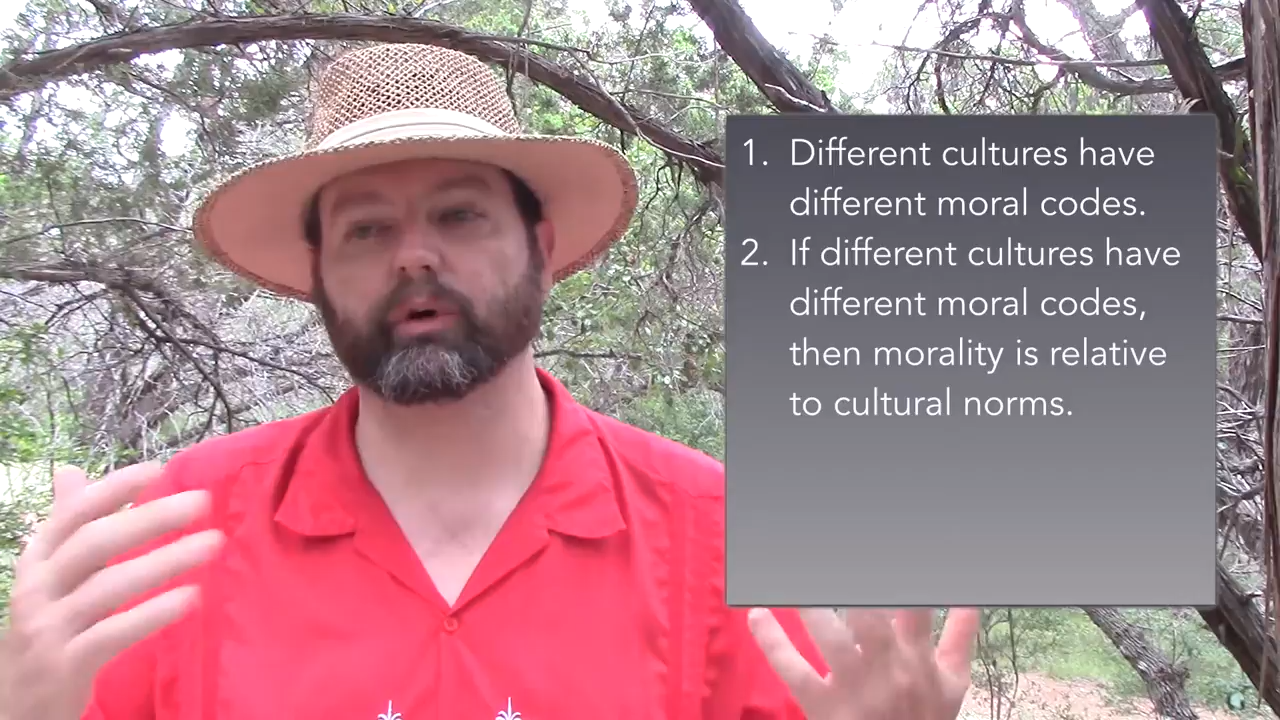 1. Different cultures have
different moral codes.
2. If different cultures have
different moral codes,
then morality is relative
to cultural norms.